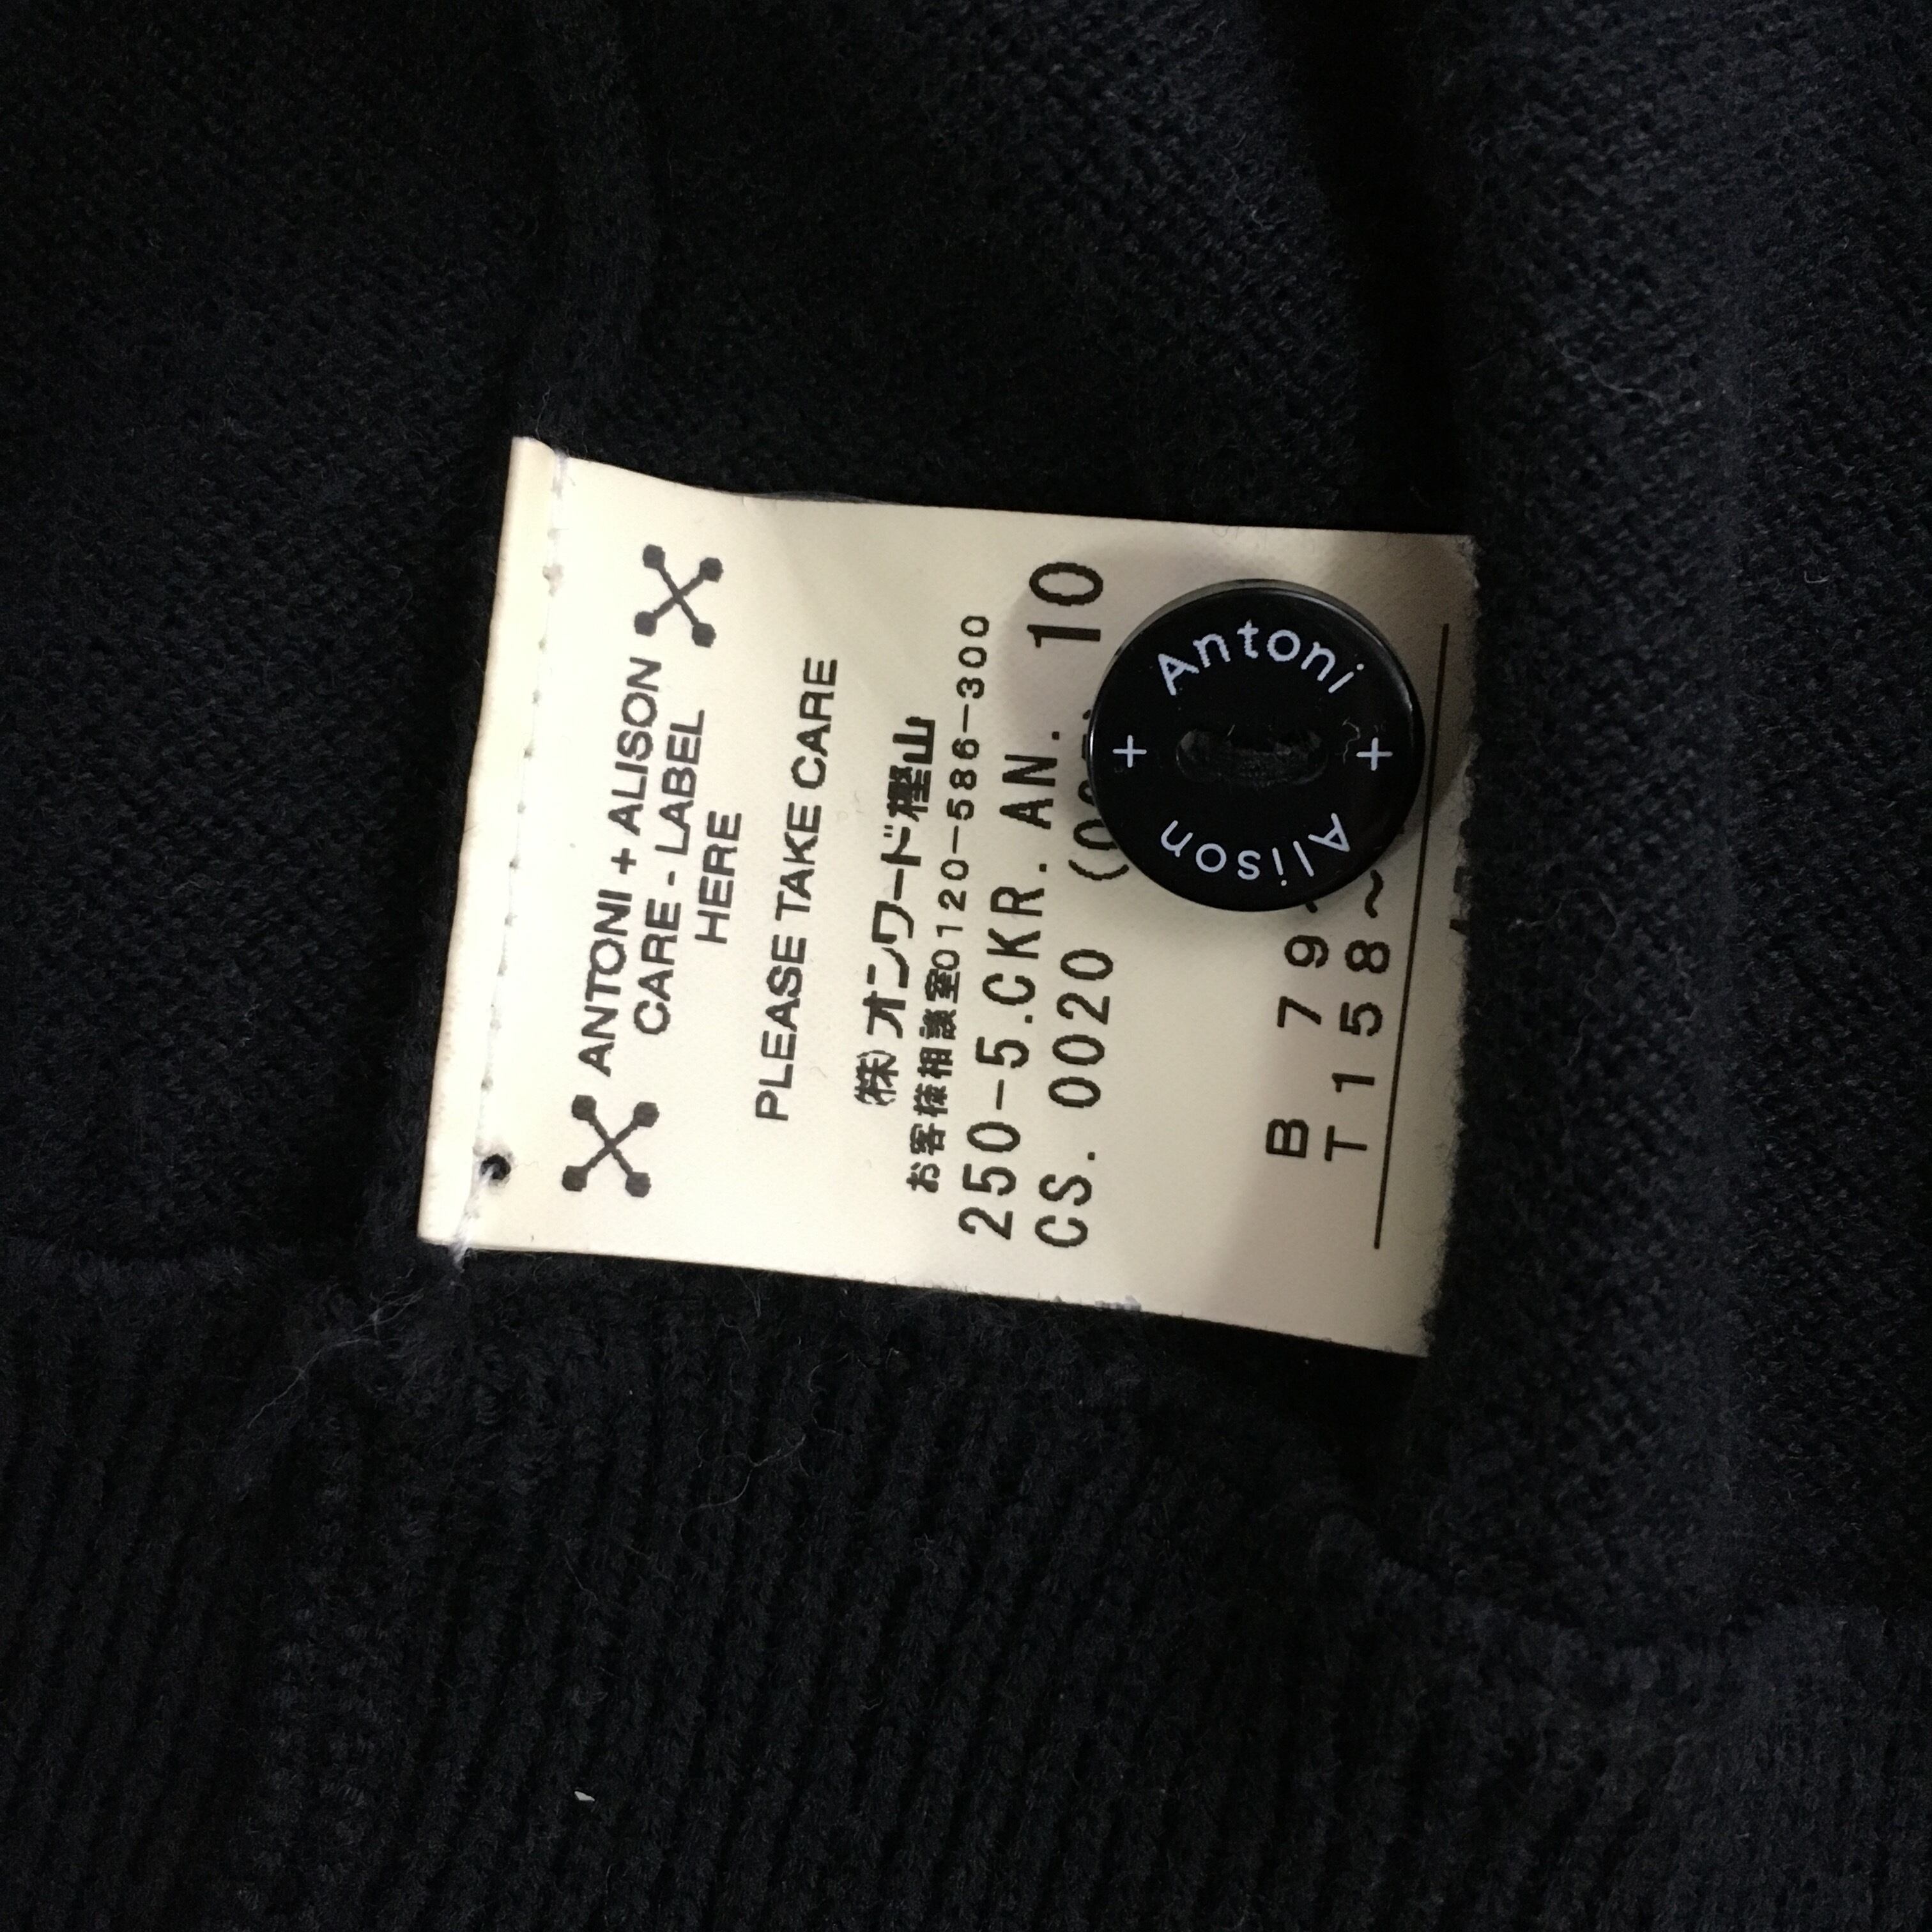 ANTONI + ALISON
CARE - LABEL
HERE
PLEASE TAKE CARE
㈱オンワード樫山
お客様相談室0120-586-300
250-5.CKR.AN. 10
CS. 0020
B 79~
T 158~
Antoni
+ +
Alison